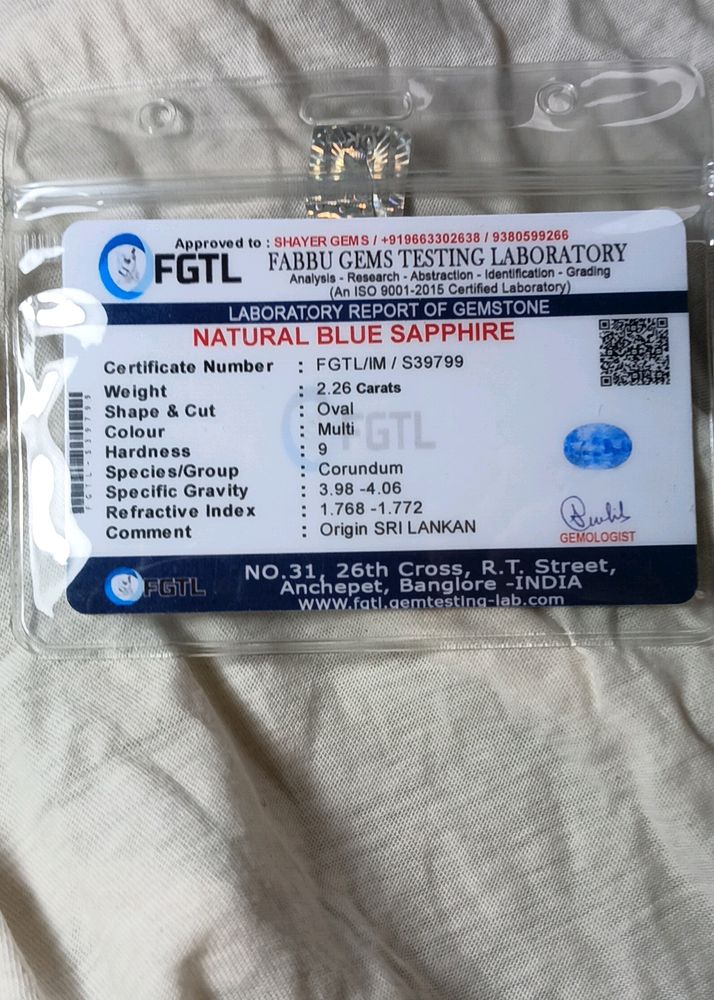 Approved to : SHAYER GEMS / +919663302638 / 9380599266
FGTL
FABBU GEMS TESTING LABORATORY
Analysis - Research - Abstraction - Identification - Grading
(An ISO 9001-2015 Certified Laboratory)
LABORATORY REPORT OF GEMSTONE
NATURAL BLUE SAPPHIRE
Certificate Number : FGTL/IM / S39799
Weight : 2.26 Carats
Shape & Cut : Oval
Colour : Multi
Hardness : 9
Species/Group : Corundum
Specific Gravity : 3.98 -4.06
Refractive Index : 1.768 -1.772
Comment : Origin SRI LANKAN
FGTL
FGTL-S39799
GEMOLOGIST
FGTL
NO.31, 26th Cross, R.T. Street,
Anchepet, Banglore -INDIA
www.fgtl.gemtesting-lab.com